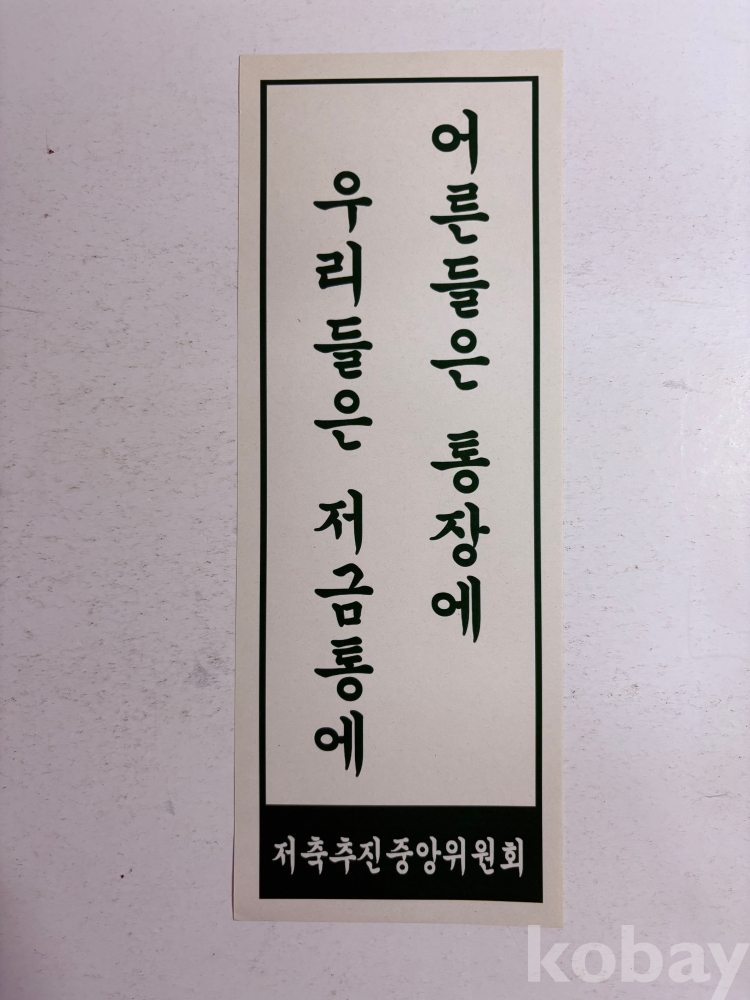 어른들은 통장에
우리들은 저금통에
저축추진중앙위원회
kobay